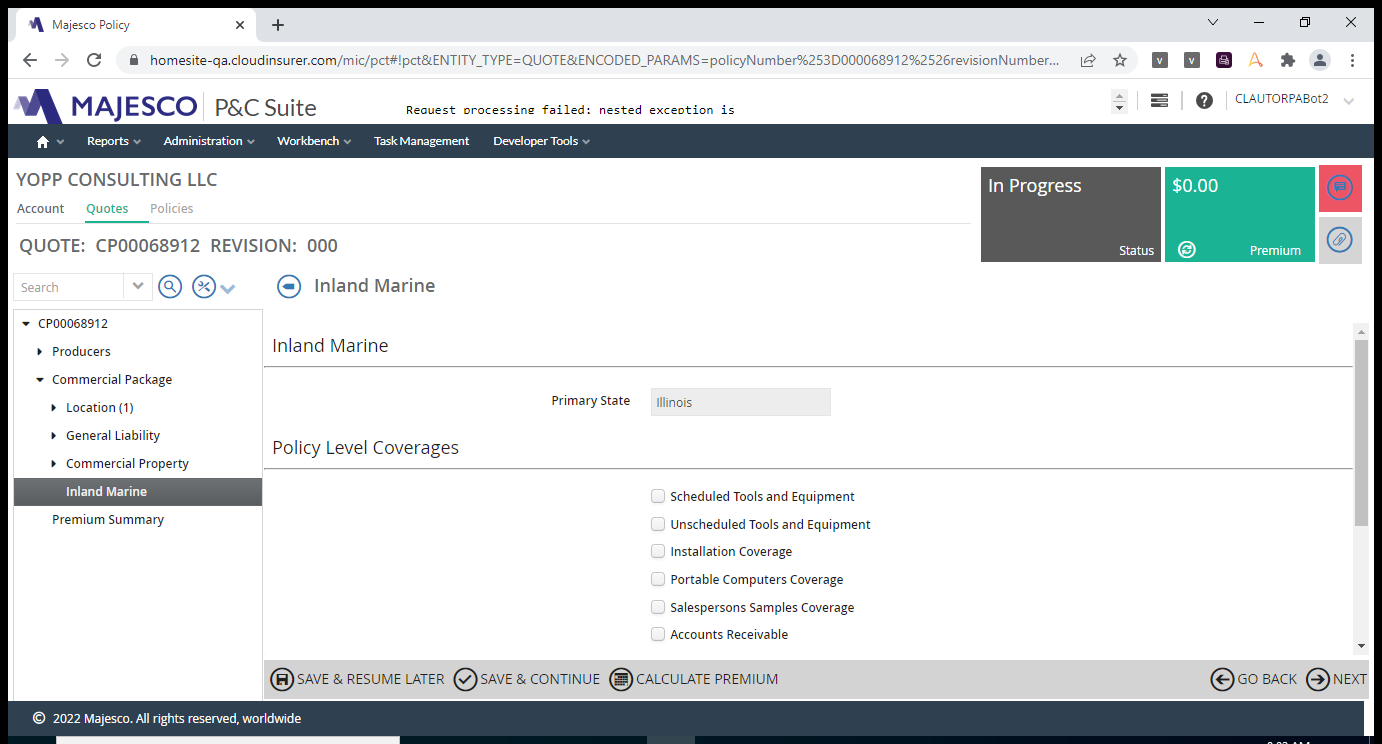 Majesco Policy
homesite-qa.cloudinsurer.com/mic/pct#!pct&ENTITY_TYPE=QUOTE&ENCODED_PARAMS=policyNumber%253D000068912%2526revisionNumber...
MAJESCO P&C Suite
Request processing failed: nested exception is
CLAUTORPABot2
Reports Administration Workbench Task Management Developer Tools
YOPP CONSULTING LLC
Account Quotes Policies
In Progress
Status
$0.00
Premium
QUOTE: CP00068912 REVISION: 000
Search
Inland Marine
CP00068912
Producers
Commercial Package
Location (1)
General Liability
Commercial Property
Inland Marine
Premium Summary
Inland Marine
Primary State Illinois
Policy Level Coverages
Scheduled Tools and Equipment
Unscheduled Tools and Equipment
Installation Coverage
Portable Computers Coverage
Salespersons Samples Coverage
Accounts Receivable
SAVE & RESUME LATER SAVE & CONTINUE CALCULATE PREMIUM GO BACK NEXT
© 2022 Majesco. All rights reserved, worldwide